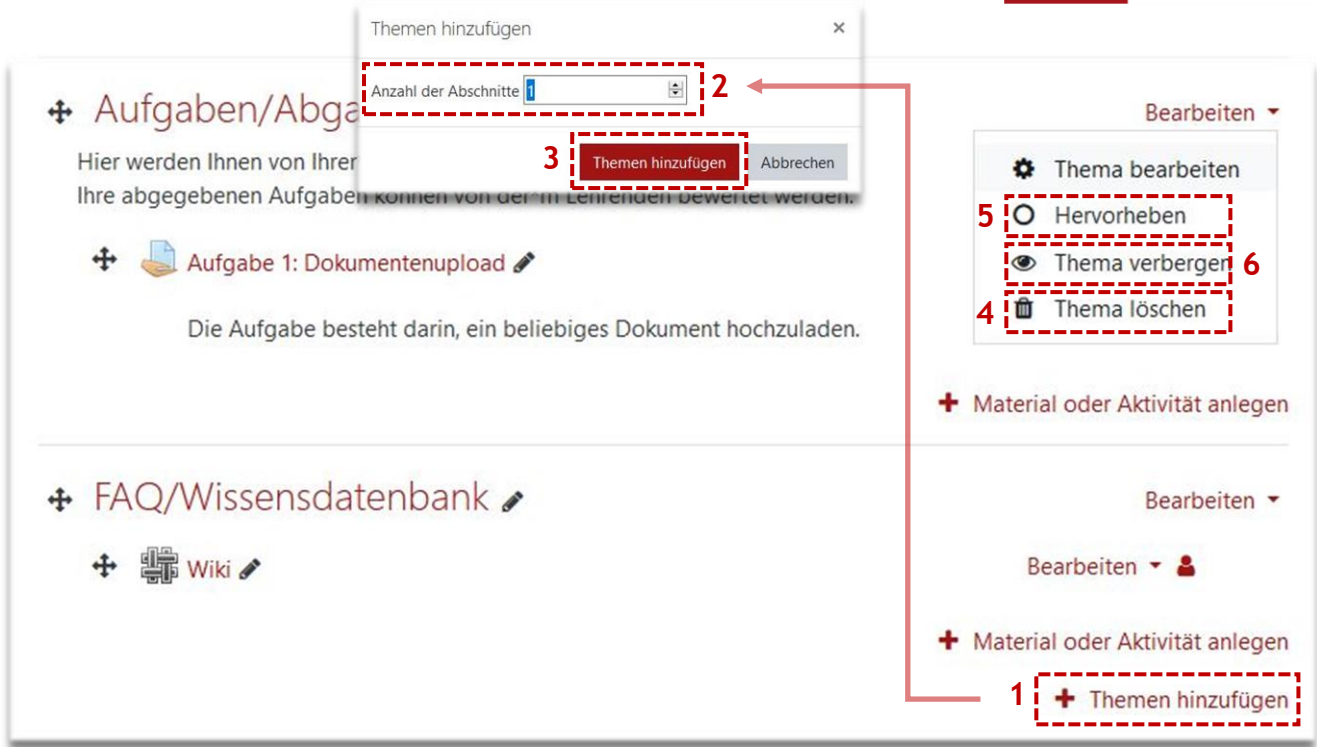 Themen hinzufügen ×
Anzahl der Abschnitte 1 2
3 Themen hinzufügen Abbrechen
Aufgaben/Abga
Hier werden Ihnen von Ihrer
Ihre abgegebenen Aufgaben können von der*m Lehrenden bewertet werden.
Aufgabe 1: Dokumentenupload
Die Aufgabe besteht darin, ein beliebiges Dokument hochzuladen.
Bearbeiten
Thema bearbeiten
5 Hervorheben
Thema verbergen 6
4 Thema löschen
Material oder Aktivität anlegen
FAQ/Wissensdatenbank
Bearbeiten
Wiki
Bearbeiten
Material oder Aktivität anlegen
1 Themen hinzufügen